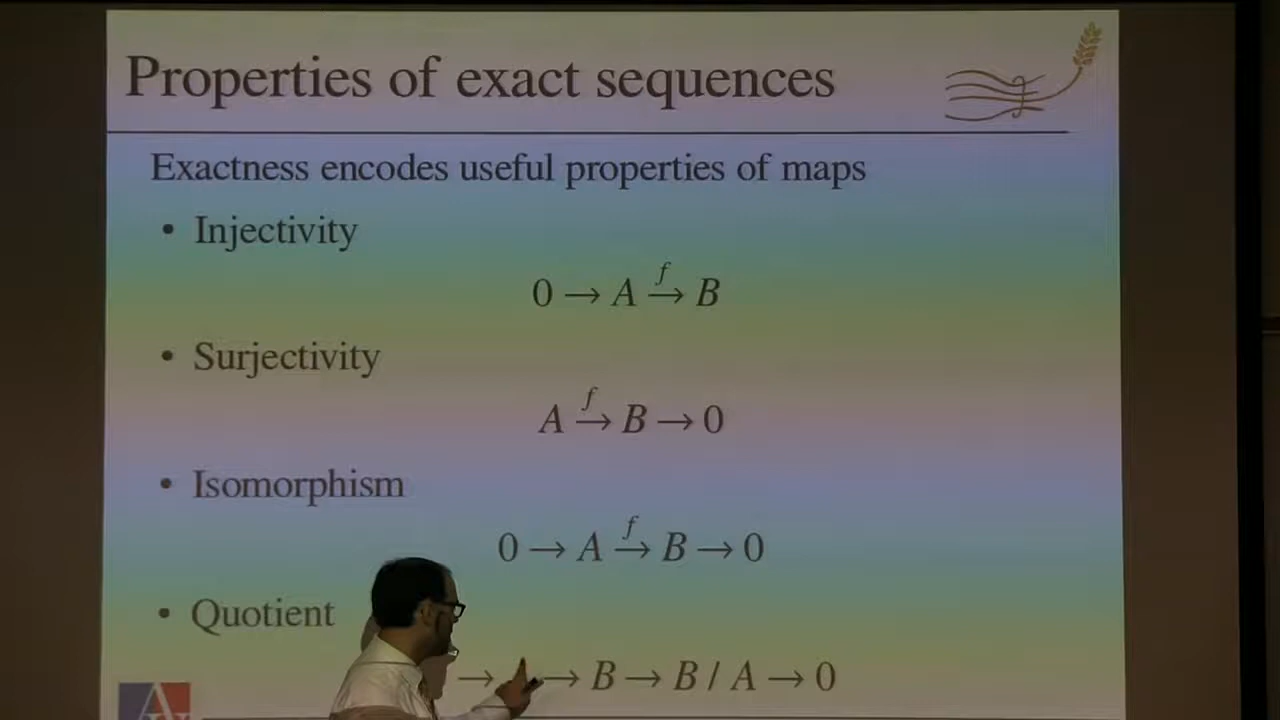 Properties of exact sequences
Exactness encodes useful properties of maps
• Injectivity
0 → A →^f B
• Surjectivity
A →^f B → 0
• Isomorphism
0 → A →^f B → 0
• Quotient
→ → B → B / A → 0